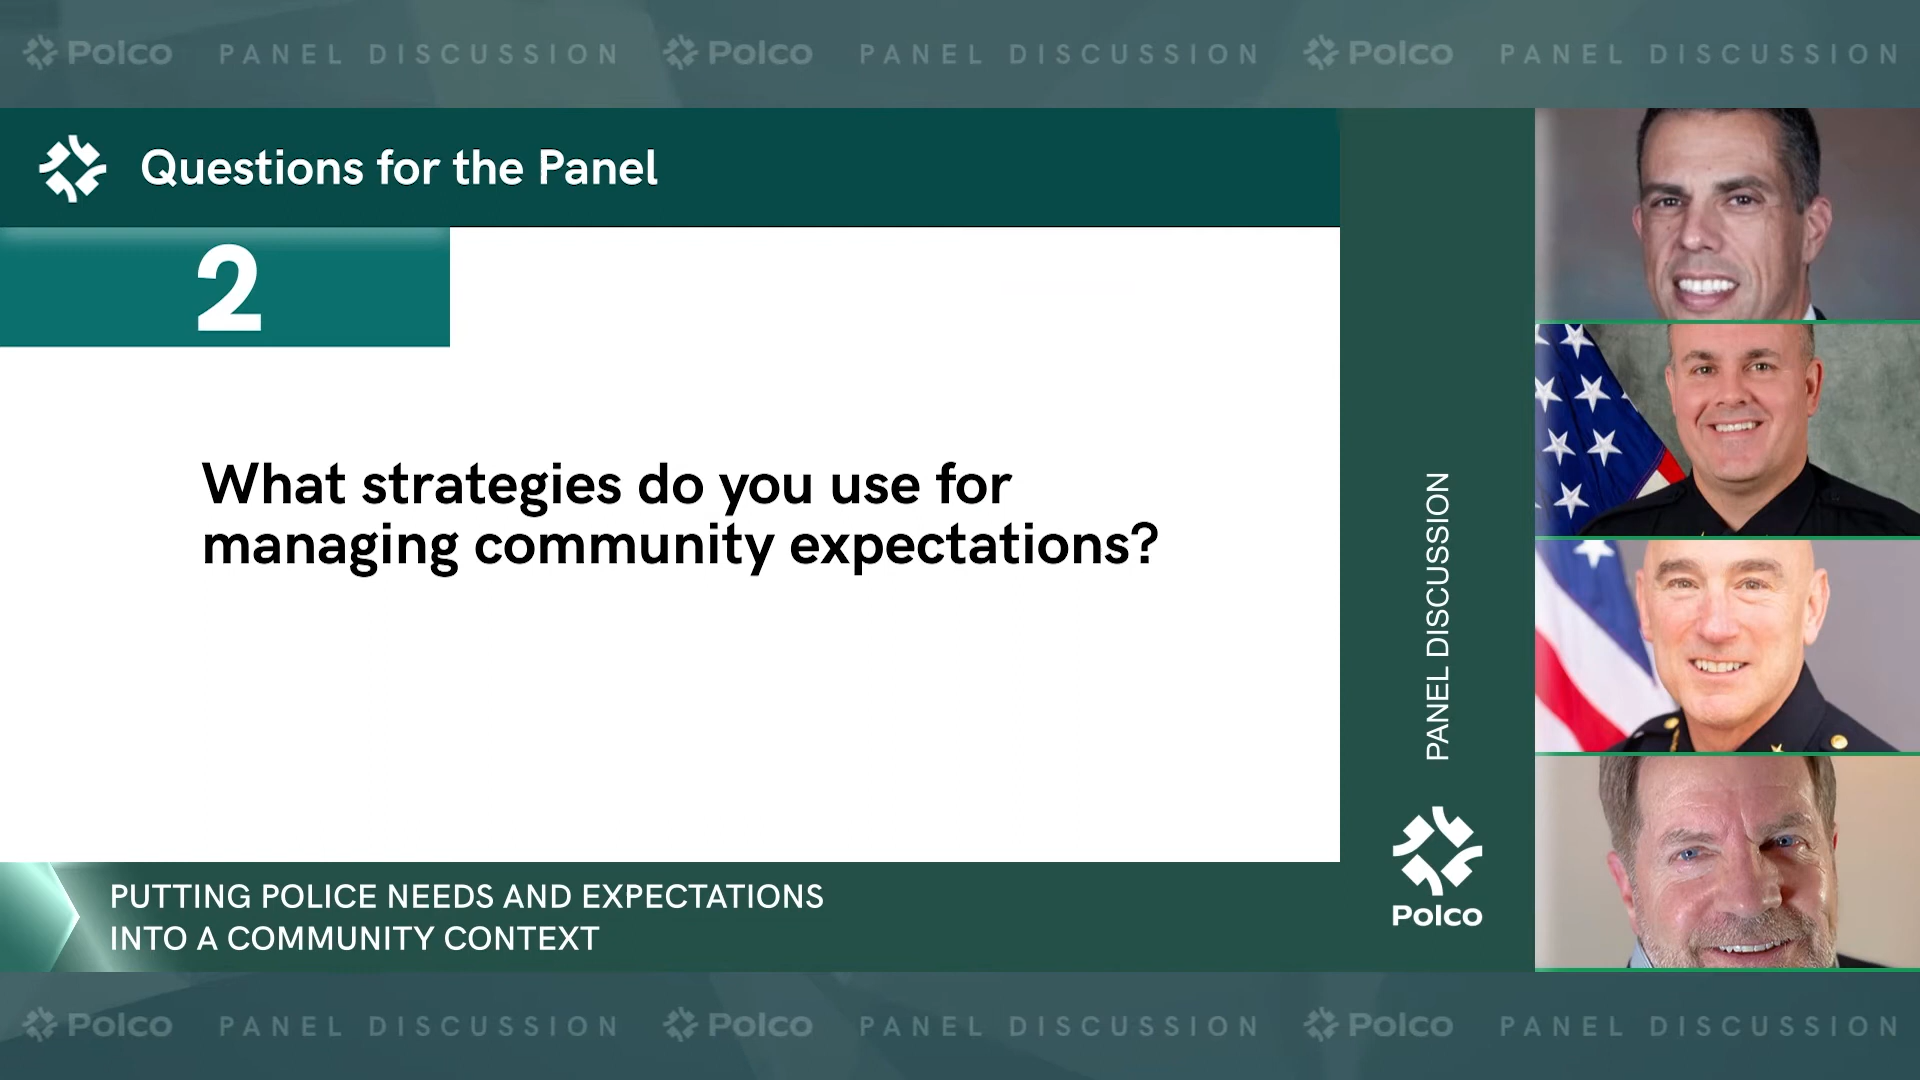 Polco PANEL DISCUSSION Polco PANEL DISCUSSION Polco PANEL DISCUSSION
Questions for the Panel
2
What strategies do you use for
managing community expectations?
PANEL DISCUSSION
Polco
PUTTING POLICE NEEDS AND EXPECTATIONS
INTO A COMMUNITY CONTEXT
Polco PANEL DISCUSSION Polco PANEL DISCUSSION Polco PANEL DISCUSSION